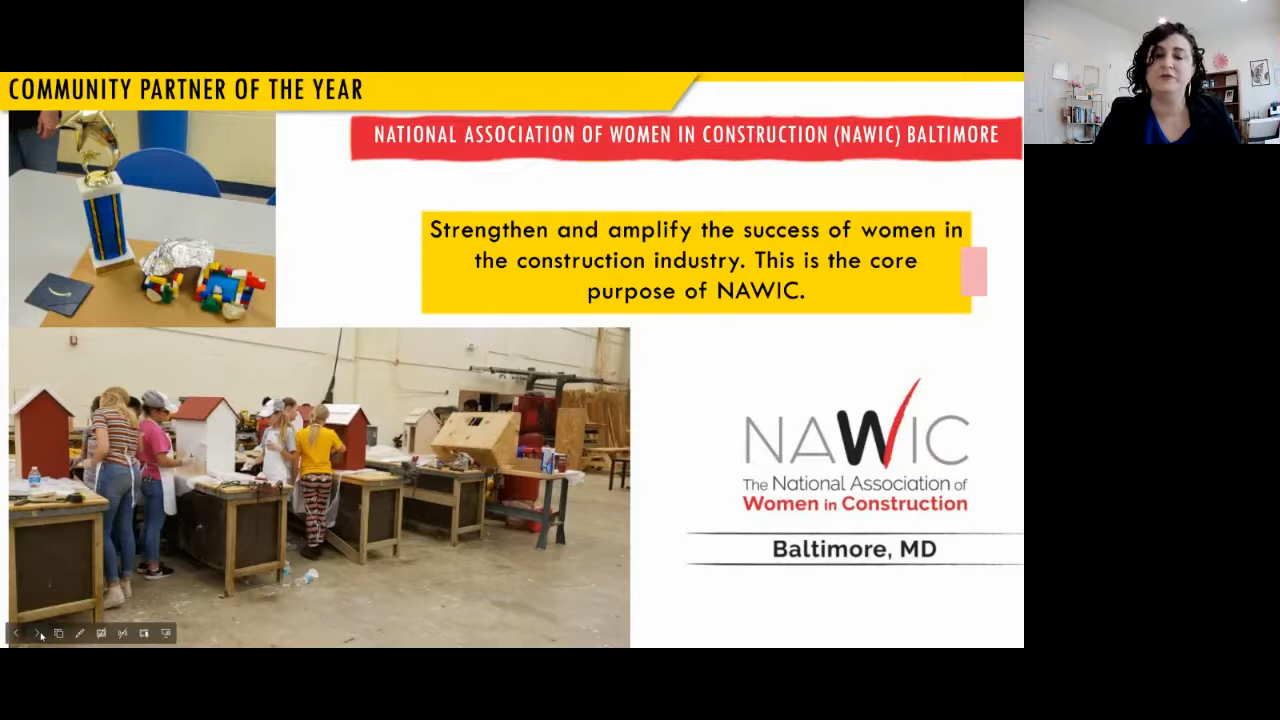 COMMUNITY PARTNER OF THE YEAR
NATIONAL ASSOCIATION OF WOMEN IN CONSTRUCTION (NAWIC) BALTIMORE
Strengthen and amplify the success of women in
the construction industry. This is the core
purpose of NAWIC.
NAWIC
The National Association of
Women in Construction
Baltimore, MD